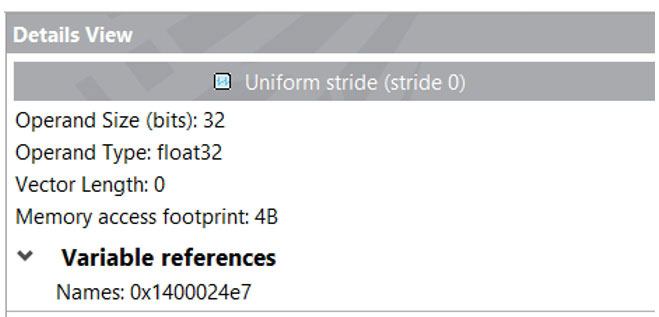 Details View
Uniform stride (stride 0)
Operand Size (bits): 32
Operand Type: float32
Vector Length: 0
Memory access footprint: 4B
Variable references
Names: 0x1400024e7